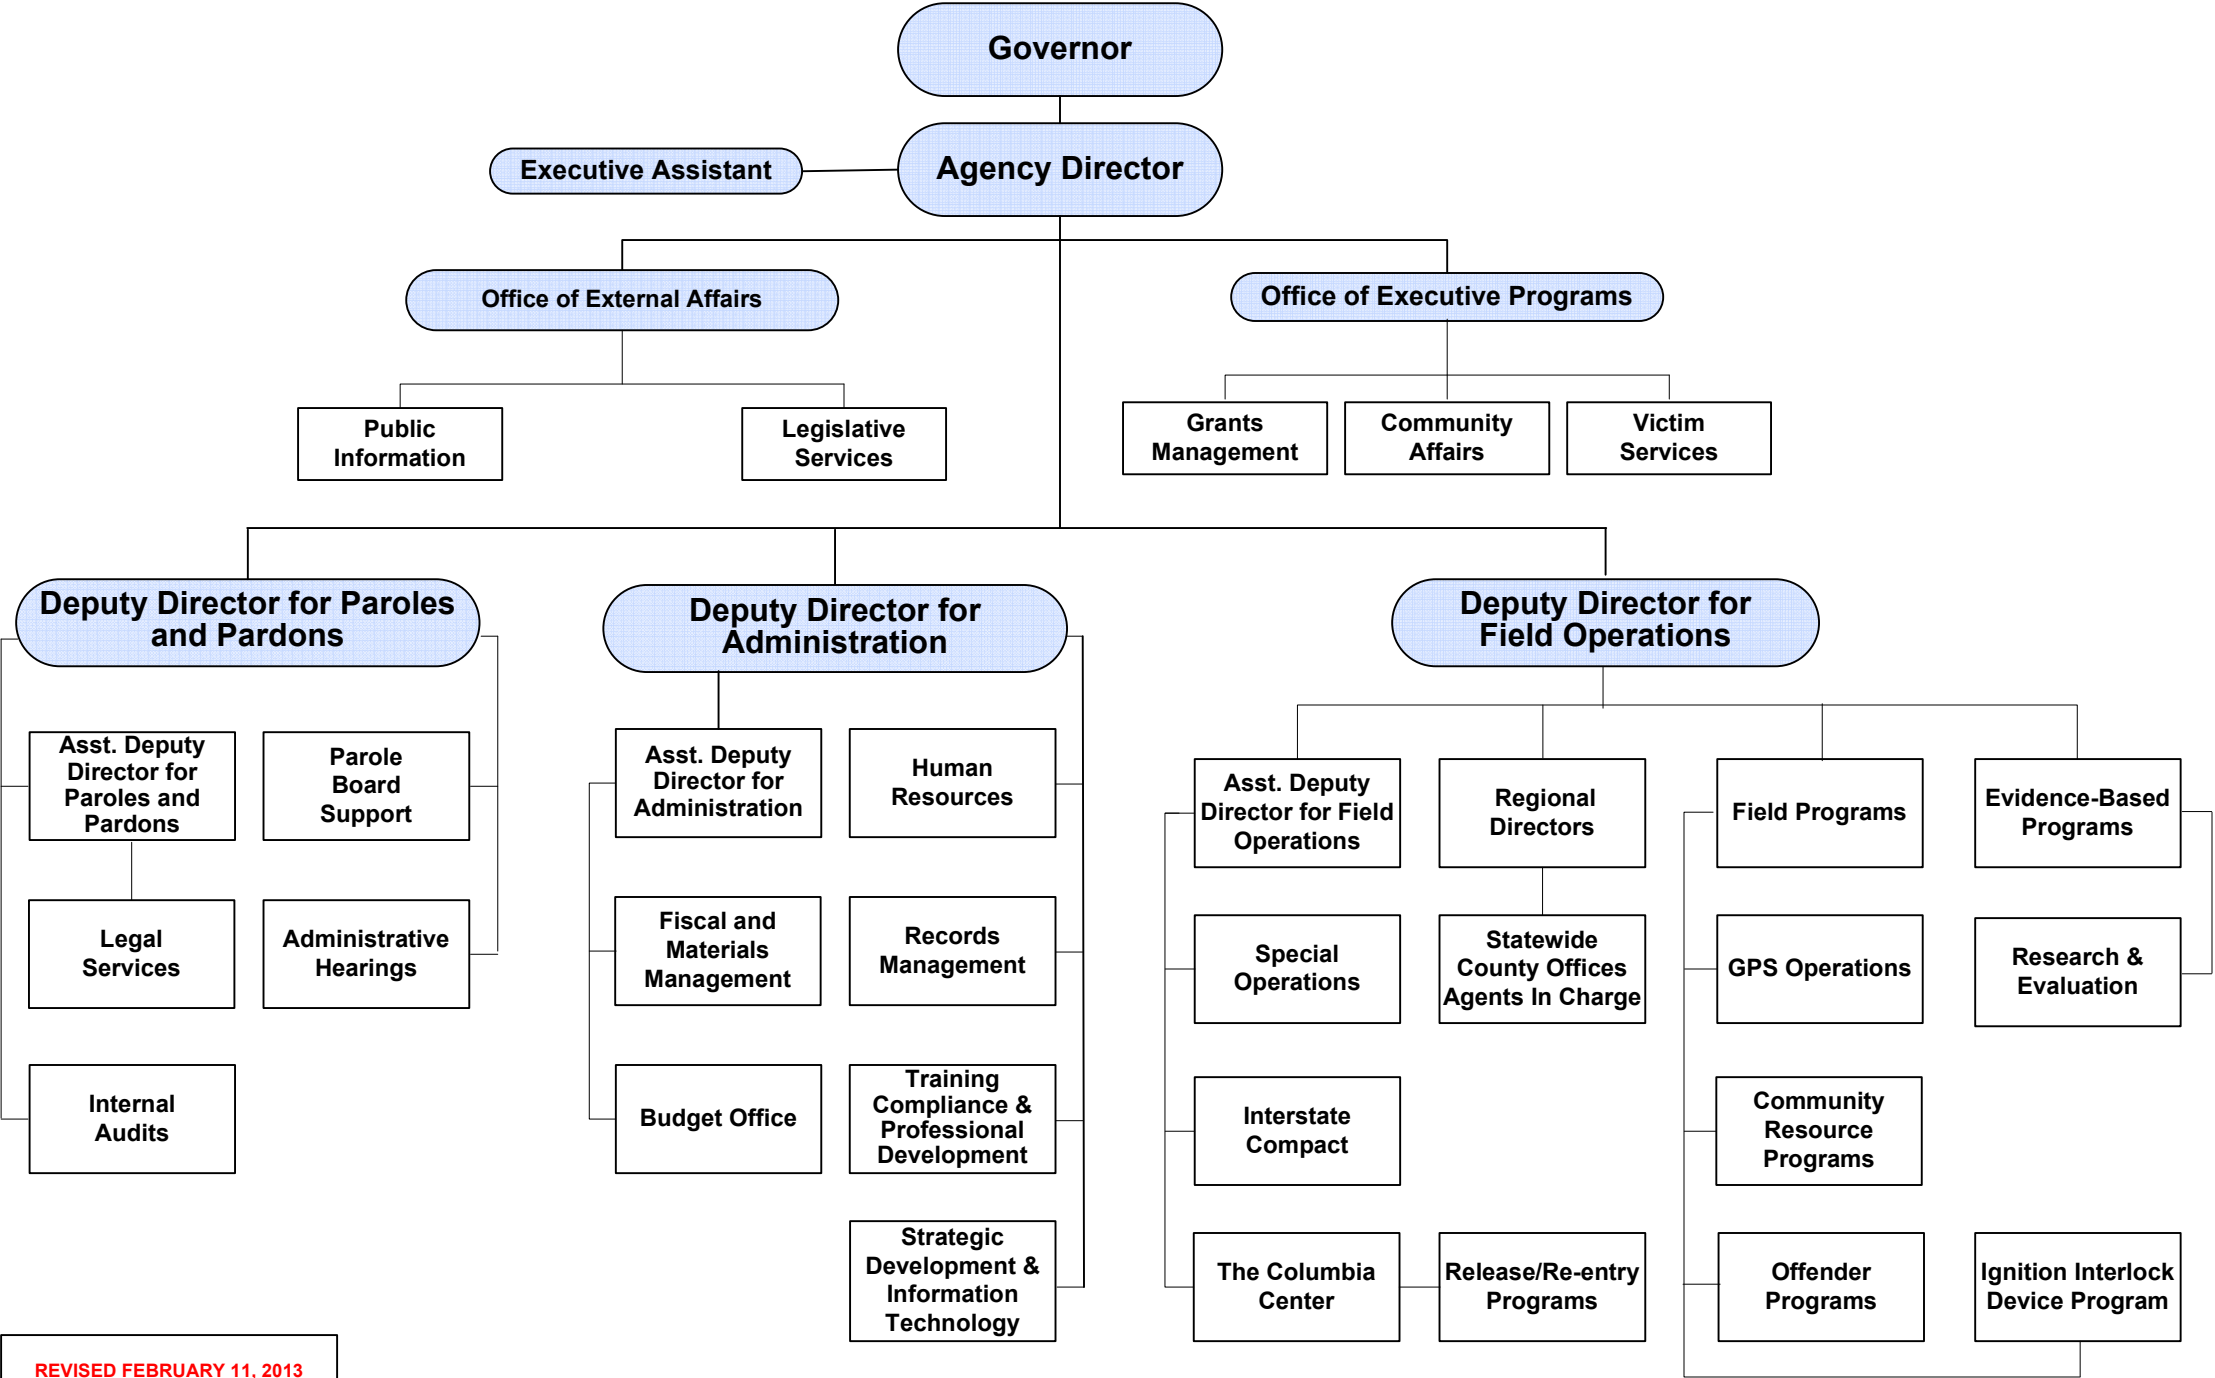 Governor
Executive Assistant
Agency Director
Office of External Affairs
Office of Executive Programs
Public
Information
Legislative
Services
Grants
Management
Community
Affairs
Victim
Services
Deputy Director for Paroles
and Pardons
Deputy Director for
Administration
Deputy Director for
Field Operations
Asst. Deputy
Director for
Paroles and
Pardons
Parole
Board
Support
Legal
Services
Administrative
Hearings
Internal
Audits
Asst. Deputy
Director for
Administration
Human
Resources
Fiscal and
Materials
Management
Records
Management
Budget Office
Training
Compliance &
Professional
Development
Strategic
Development &
Information
Technology
Asst. Deputy
Director for Field
Operations
Regional
Directors
Field Programs
Evidence-Based
Programs
Special
Operations
Statewide
County Offices
Agents In Charge
GPS Operations
Research &
Evaluation
Interstate
Compact
Community
Resource
Programs
The Columbia
Center
Release/Re-entry
Programs
Offender
Programs
Ignition Interlock
Device Program
REVISED FEBRUARY 11, 2013